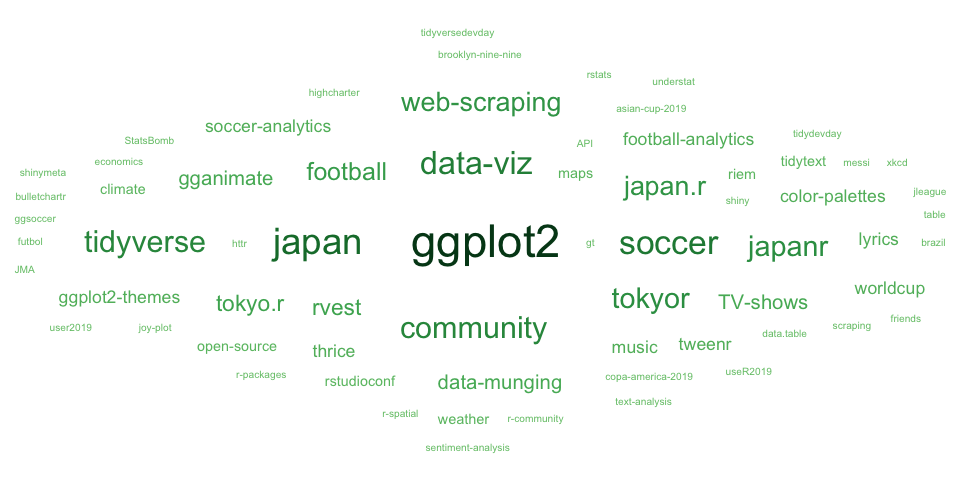 tidyversedevday
brooklyn-nine-nine
rstats
understat
highcharter
web-scraping
asian-cup-2019
soccer-analytics
StatsBomb
API
football-analytics
tidydevday
economics
shinymeta
climate
gganimate
football
data-viz
maps
riem
tidytext
messi
xkcd
bulletchartr
japan.r
shiny
color-palettes
jleague
ggsoccer
table
futbol
tidyverse
httr
japan
ggplot2
gt
soccer
japanr
lyrics
brazil
JMA
ggplot2-themes
tokyo.r
rvest
tokyor
TV-shows
worldcup
user2019
joy-plot
community
data.table
scraping
friends
open-source
thrice
music
tweenr
r-packages
rstudioconf
data-munging
copa-america-2019
useR2019
text-analysis
r-spatial
weather
r-community
sentiment-analysis